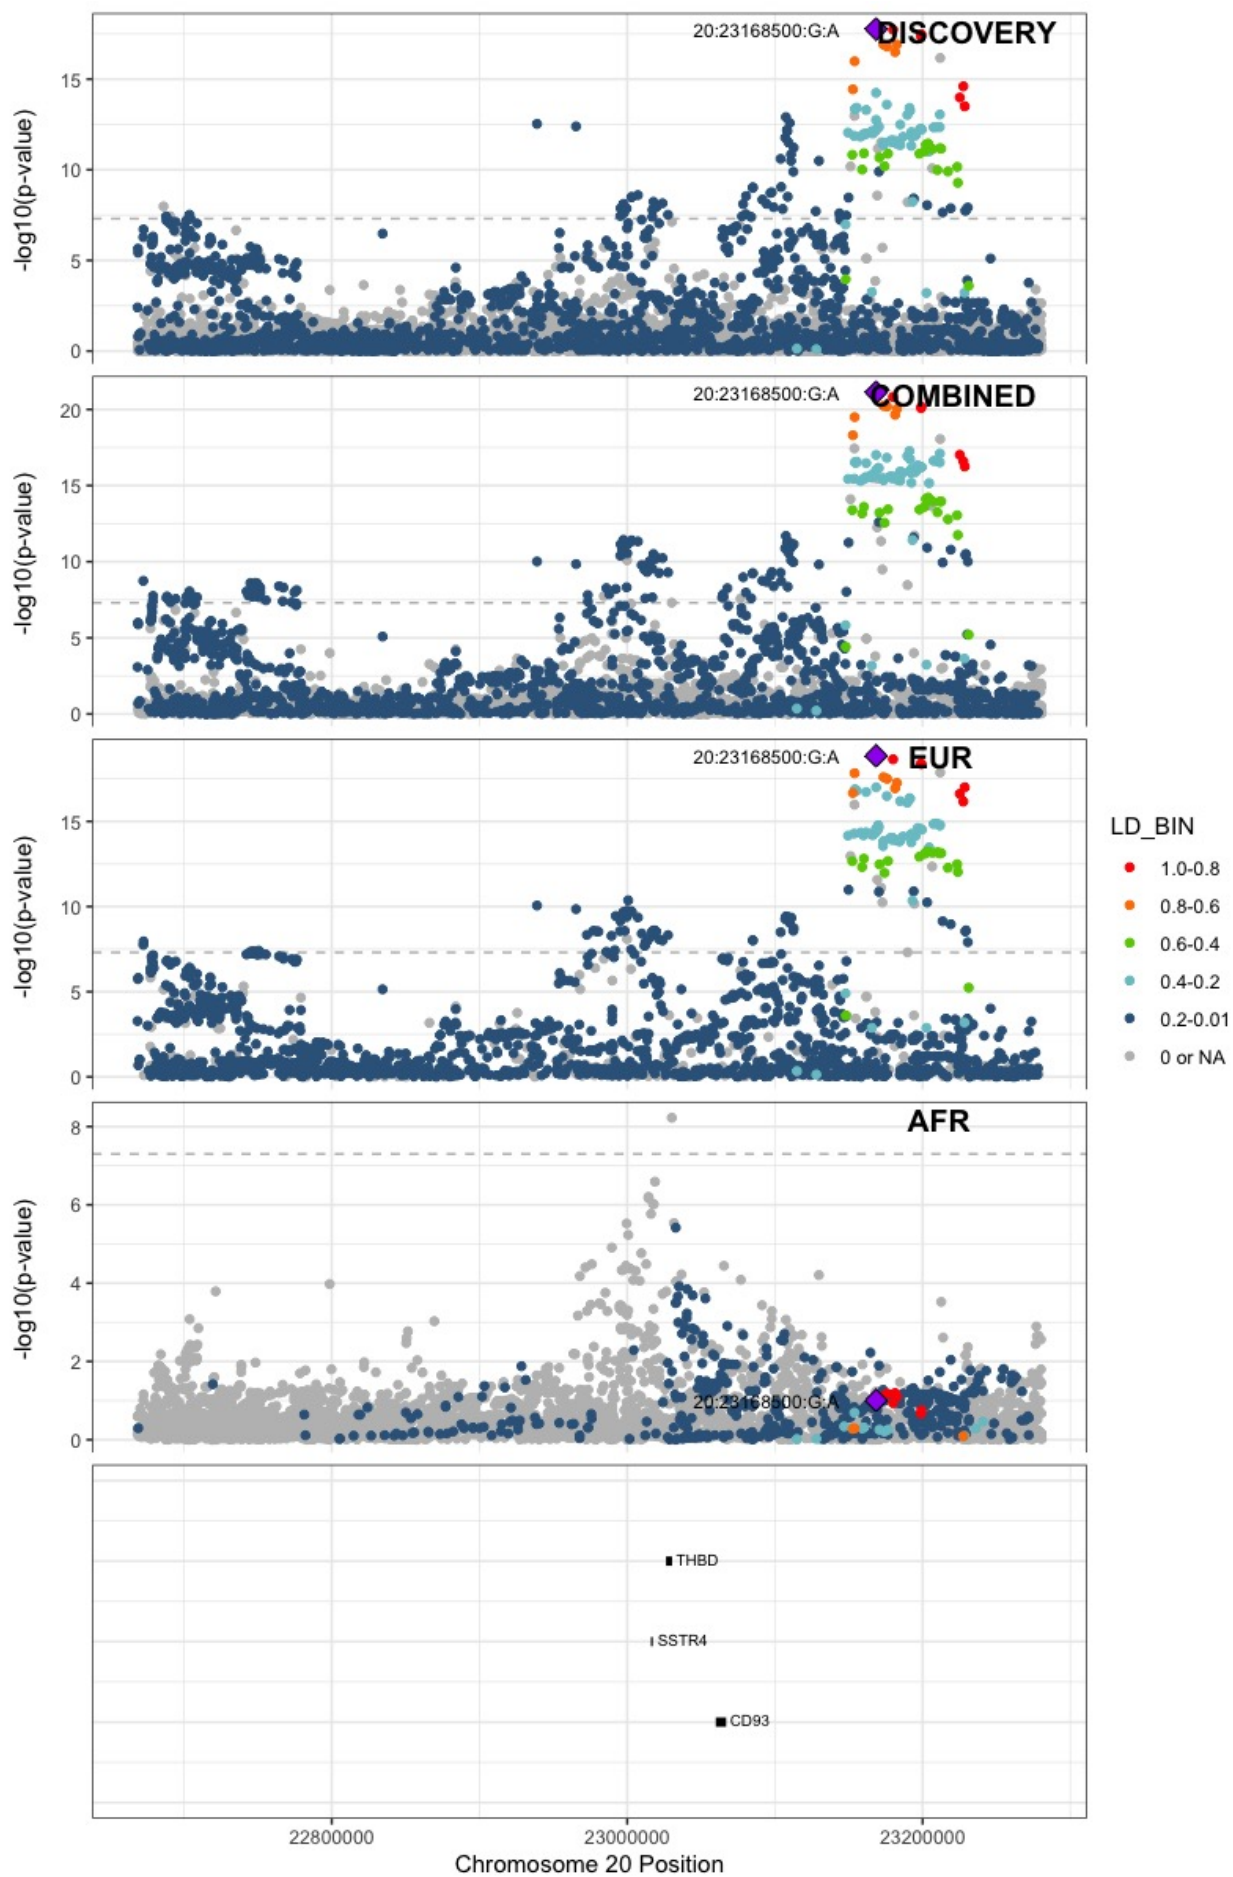 20:23168500:G:A
DISCOVERY
15
10
5
0
-log10(p-value)
20:23168500:G:A
COMBINED
20
15
10
5
0
-log10(p-value)
20:23168500:G:A
EUR
15
10
5
0
-log10(p-value)
LD_BIN
1.0-0.8
0.8-0.6
0.6-0.4
0.4-0.2
0.2-0.01
0 or NA
AFR
8
6
4
2
0
-log10(p-value)
20:23168500:G:A
THBD
SSTR4
CD93
22800000
23000000
23200000
Chromosome 20 Position